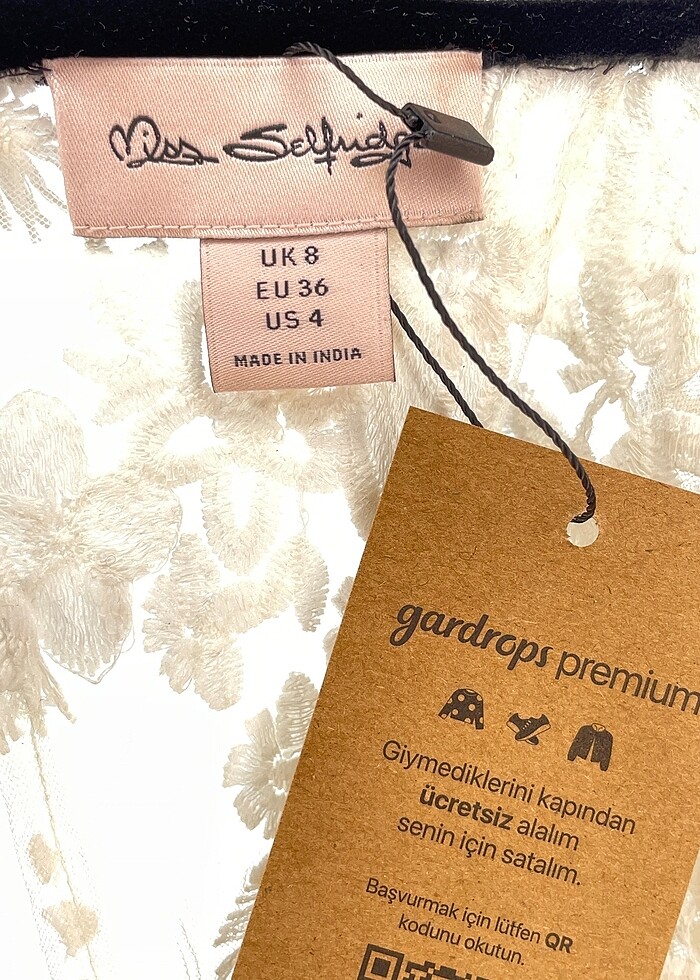 Miss Selfridge
UK 8
EU 36
US 4
MADE IN INDIA
gardrops premium
Giymediklerini kapından
ücretsiz alalım
senin için satalım.
Başvurmak için lütfen QR
kodunu okutun.